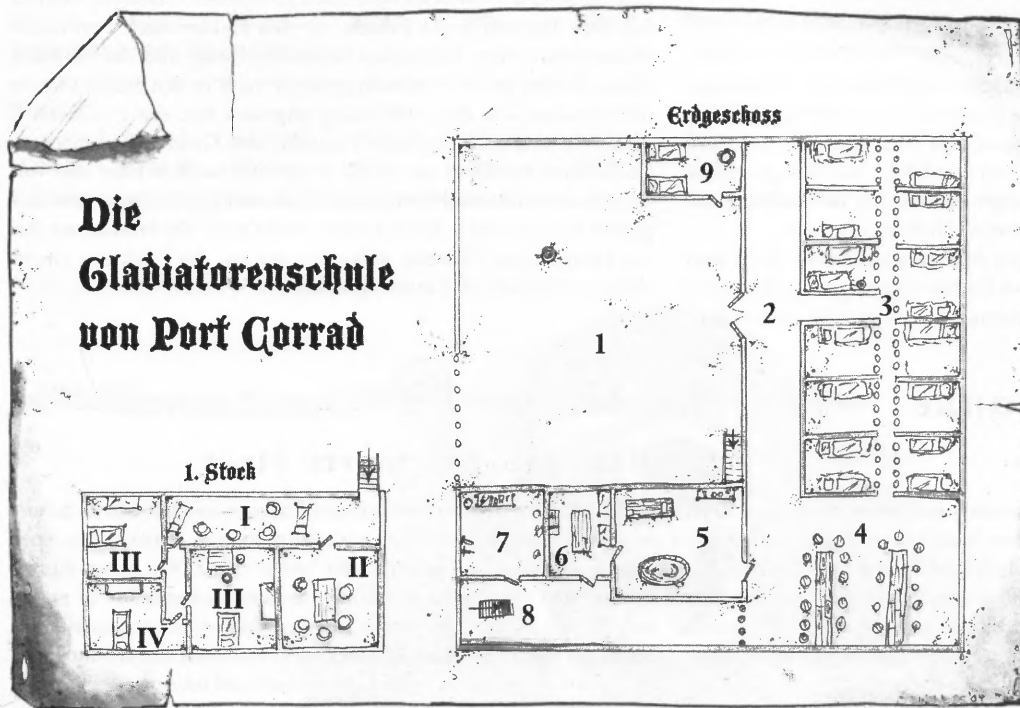 Die
Gladiatorenschule
von Port Corrad
Erdgeschoss
9
1
2
3
7
6
5
4
8
1. Stock
I
II
III
III
IV